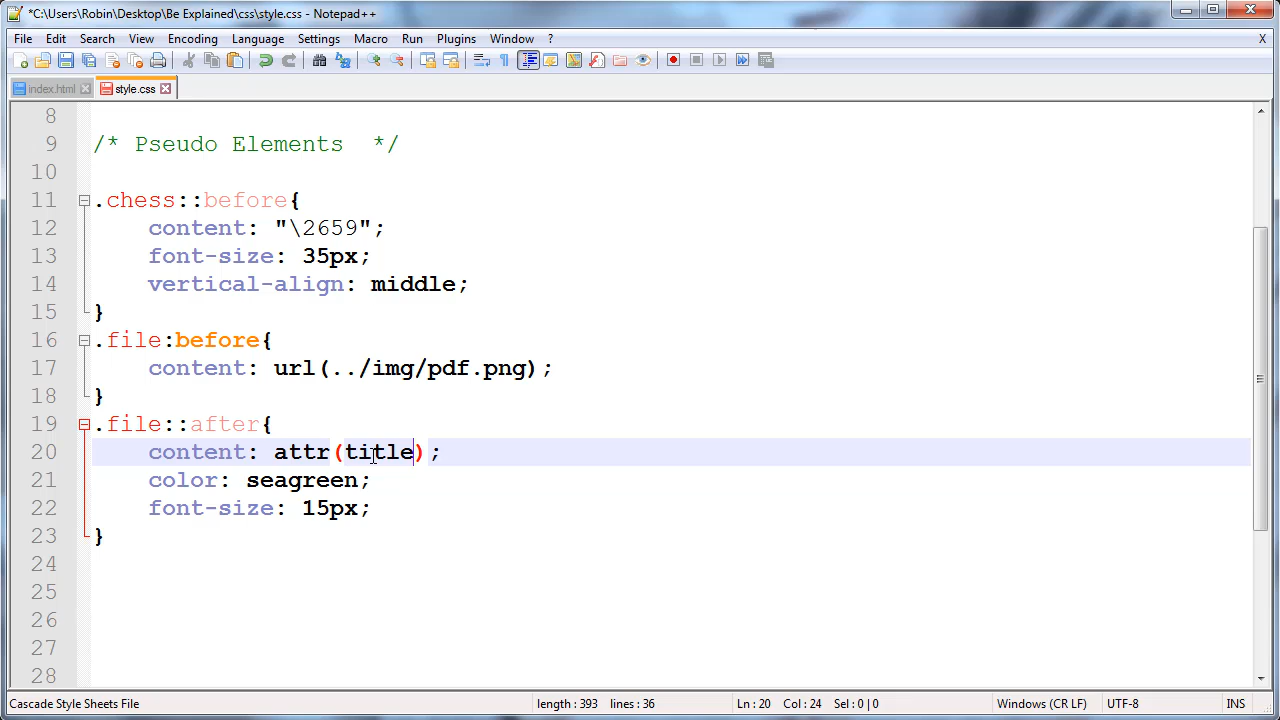 *C:\Users\Robin\Desktop\Be Explained\css\style.css - Notepad++
File Edit Search View Encoding Language Settings Macro Run Plugins Window ? X
index.html style.css
8
9 /* Pseudo Elements  */
10
11 .chess::before{
12 content: "\2659";
13 font-size: 35px;
14 vertical-align: middle;
15 }
16 .file:before{
17 content: url(../img/pdf.png);
18 }
19 .file::after{
20 content: attr(title);
21 color: seagreen;
22 font-size: 15px;
23 }
24
25
26
27
28
Cascade Style Sheets File length : 393 lines : 36 Ln : 20 Col : 24 Sel : 0 | 0 Windows (CR LF) UTF-8 INS